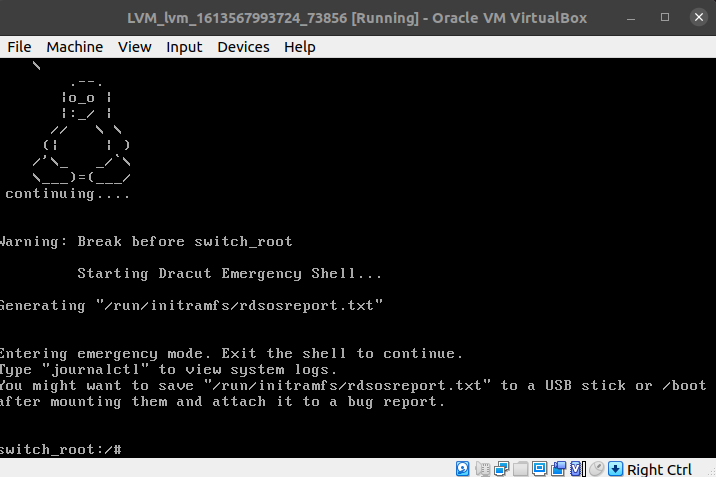 LVM_lvm_1613567993724_73856 [Running] - Oracle VM VirtualBox
File Machine View Input Devices Help
    \
         .--.
        |o_o |
        |:_/ |
       //   \ \
      (|     | )
     /'\_   _/`\
     \___)=(___/
continuing....
Warning: Break before switch_root
Starting Dracut Emergency Shell...
Generating "/run/initramfs/rdsosreport.txt"
Entering emergency mode. Exit the shell to continue.
Type "journalctl" to view system logs.
You might want to save "/run/initramfs/rdsosreport.txt" to a USB stick or /boot
after mounting them and attach it to a bug report.
switch_root:/#
Right Ctrl